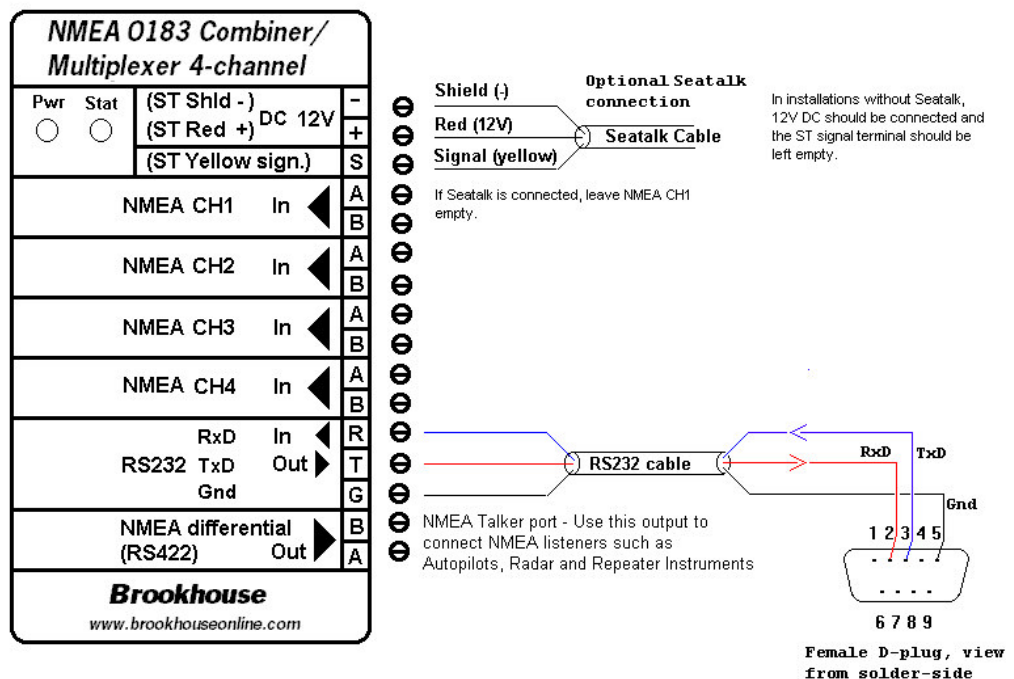 NMEA 0183 Combiner/
Multiplexer 4-channel
Pwr Stat (ST Shld -) DC 12V -
(ST Red +) +
(ST Yellow sign.) S
NMEA CH1 In A
B
NMEA CH2 In A
B
NMEA CH3 In A
B
NMEA CH4 In A
B
RxD In R
RS232 TxD Out T
Gnd G
NMEA differential B
(RS422) Out A
Brookhouse
www.brookhouseonline.com
Shield (-)
Red (12V)
Signal (yellow)
Optional Seatalk
connection
Seatalk Cable
In installations without Seatalk,
12V DC should be connected and
the ST signal terminal should be
left empty.
If Seatalk is connected, leave NMEA CH1
empty.
RS232 cable
RxD TxD
Gnd
NMEA Talker port - Use this output to
connect NMEA listeners such as
Autopilots, Radar and Repeater Instruments
1 2 3 4 5
6 7 8 9
Female D-plug, view
from solder-side